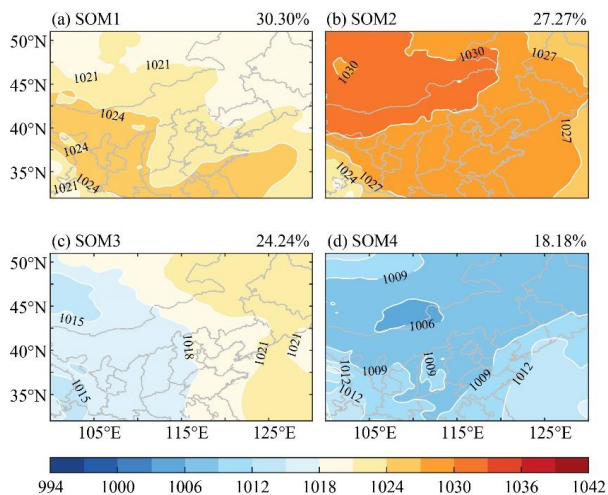 (a) SOM1 30.30%
(b) SOM2 27.27%
50°N
45°N
40°N
35°N
1021
1021
1024
1024
1021
1024
1030
1027
1030
1027
1024
1027
(c) SOM3 24.24%
(d) SOM4 18.18%
50°N
45°N
40°N
35°N
1015
1018
1021
1021
1015
1009
1006
1012
1009
1009
1009
1012
1012
105°E 115°E 125°E
105°E 115°E 125°E
994 1000 1006 1012 1018 1024 1030 1036 1042